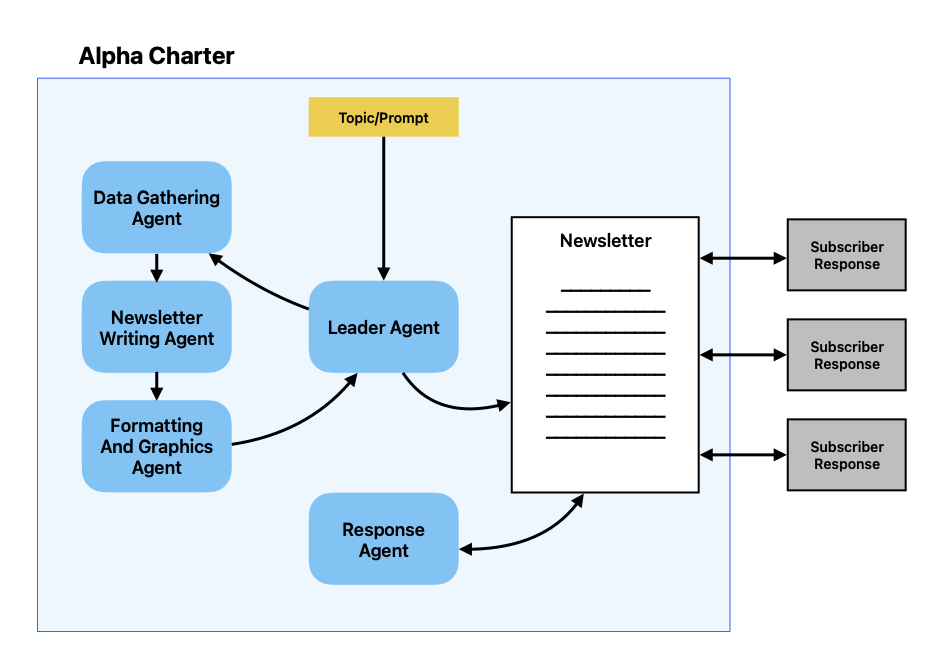 Alpha Charter
Topic/Prompt
Data Gathering
Agent
Newsletter
Writing Agent
Formatting
And Graphics
Agent
Leader Agent
Response
Agent
Newsletter
Subscriber
Response
Subscriber
Response
Subscriber
Response